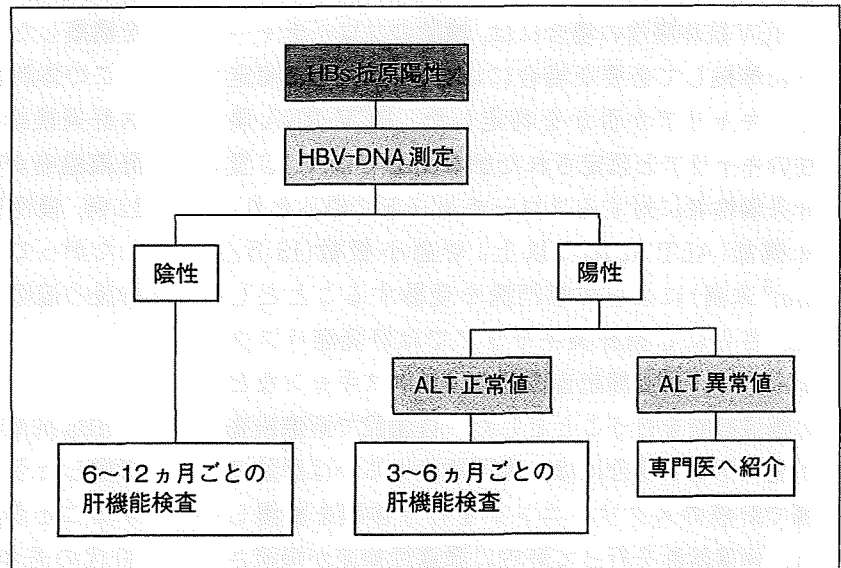 HBs抗原陽性
HBV-DNA測定
陰性
陽性
ALT正常値
ALT異常値
6〜12ヵ月ごとの
肝機能検査
3〜6ヵ月ごとの
肝機能検査
専門医へ紹介